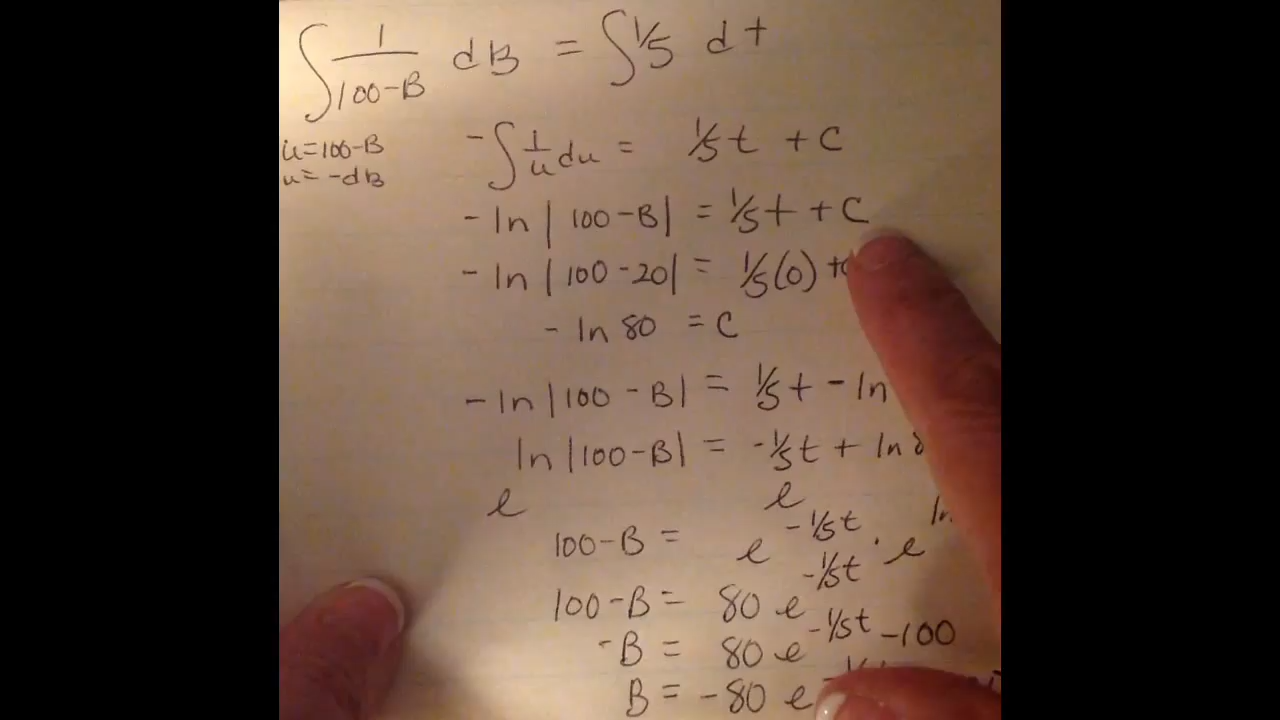 ∫ 1/(100-B) dB = ∫ 1/5 dt
u=100-B
-∫ 1/u du = 1/5 t + C
u= -dB
-ln|100-B| = 1/5 t + C
-ln|100-20| = 1/5(0) +
-ln 80 = C
-ln|100-B| = 1/5 t - ln
ln|100-B| = -1/5 t + ln
e e
100-B = e^(-1/5 t) · e^ln
100-B = 80 e^(-1/5 t)
-B = 80 e^(-1/5 t) -100
B = -80 e